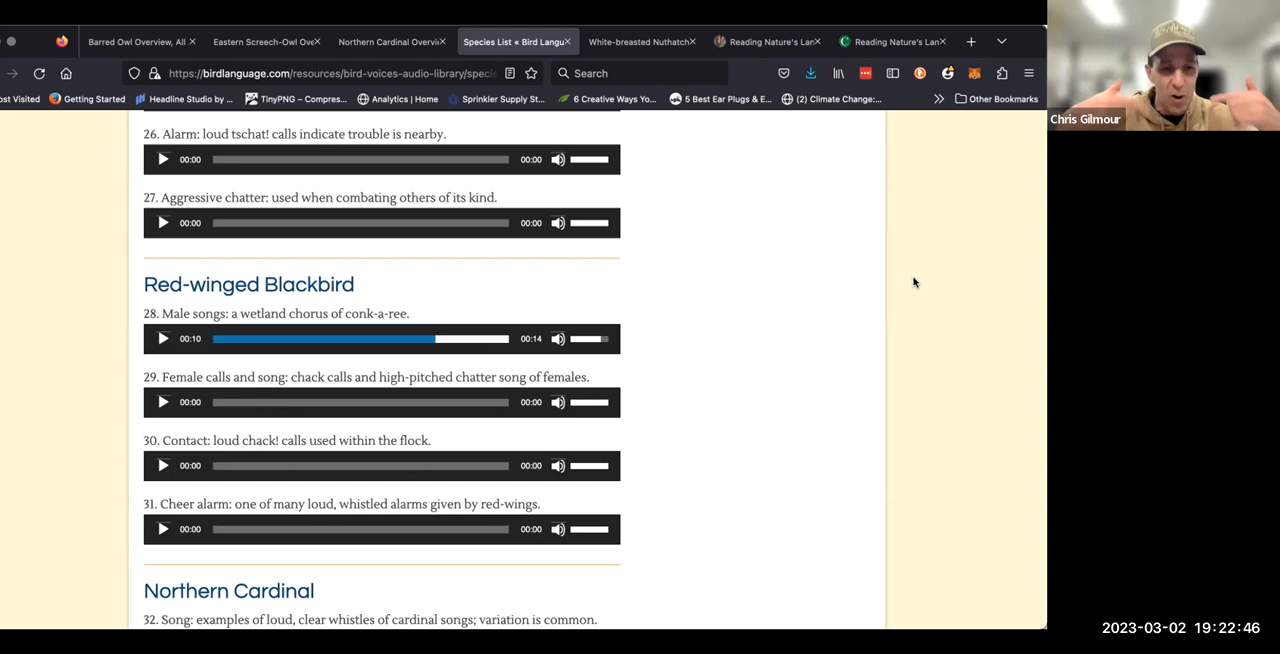 Barred Owl Overview, All
Eastern Screech-Owl Ove
Northern Cardinal Overvi
Species List « Bird Langu
White-breasted Nuthatch
Reading Nature's Lan
Reading Nature's Lan
https://birdlanguage.com/resources/bird-voices-audio-library/specie
Search
ost Visited
Getting Started
Headline Studio by ...
TinyPNG – Compres...
Analytics | Home
Sprinkler Supply St...
6 Creative Ways Yo...
5 Best Ear Plugs & E...
(2) Climate Change:...
Other Bookmarks
Chris Gilmour
26. Alarm: loud tschat! calls indicate trouble is nearby.
00:00 00:00
27. Aggressive chatter: used when combating others of its kind.
00:00 00:00
Red-winged Blackbird
28. Male songs: a wetland chorus of conk-a-ree.
00:10 00:14
29. Female calls and song: chack calls and high-pitched chatter song of females.
00:00 00:00
30. Contact: loud chack! calls used within the flock.
00:00 00:00
31. Cheer alarm: one of many loud, whistled alarms given by red-wings.
00:00 00:00
Northern Cardinal
32. Song: examples of loud, clear whistles of cardinal songs; variation is common.
2023-03-02 19:22:46